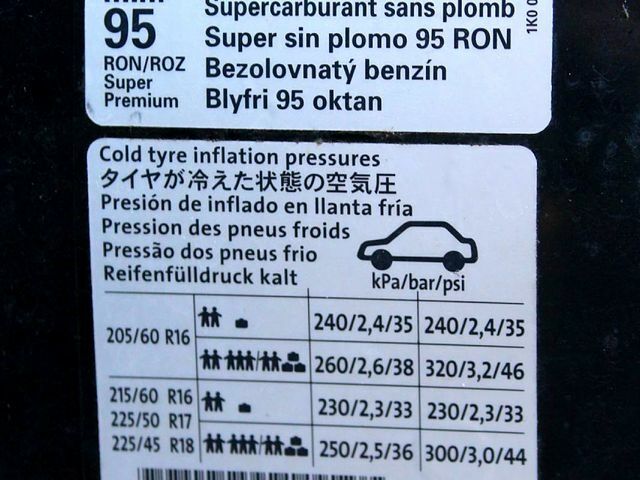 95
RON/ROZ
Super
Premium
Supercarburant sans plomb
Super sin plomo 95 RON
Bezolovnatý benzín
Blyfri 95 oktan
1K0 0
Cold tyre inflation pressures
タイヤが冷えた状態の空気圧
Presión de inflado en llanta fría
Pression des pneus froids
Pressão dos pneus frio
Reifenfülldruck kalt
kPa/bar/psi
205/60 R16
240/2,4/35 240/2,4/35
260/2,6/38 320/3,2/46
215/60 R16
225/50 R17
225/45 R18
230/2,3/33 230/2,3/33
250/2,5/36 300/3,0/44